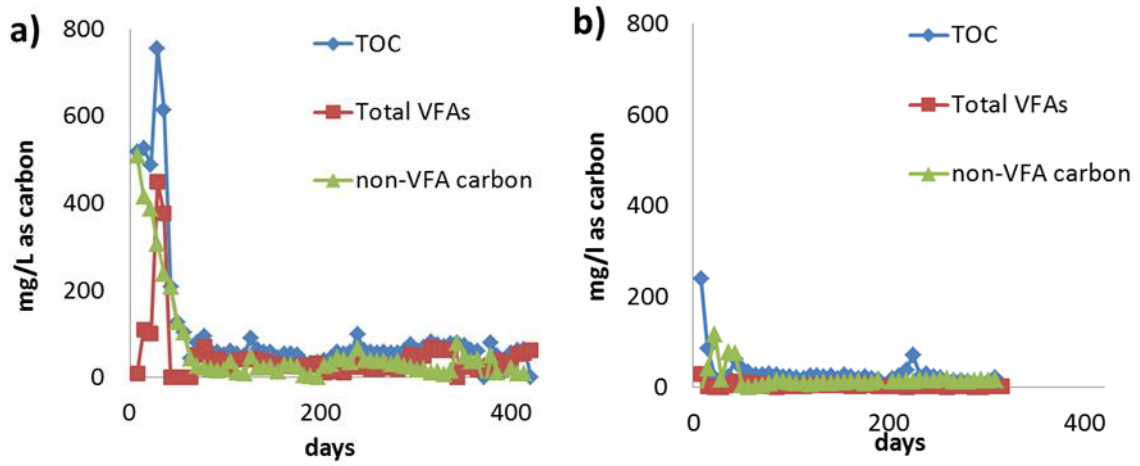 a)
800
600
400
200
0
mg/L as carbon
TOC
Total VFAs
non-VFA carbon
0 200 400
days
b)
800
600
400
200
0
mg/l as carbon
TOC
Total VFAs
non-VFA carbon
0 200 400
days